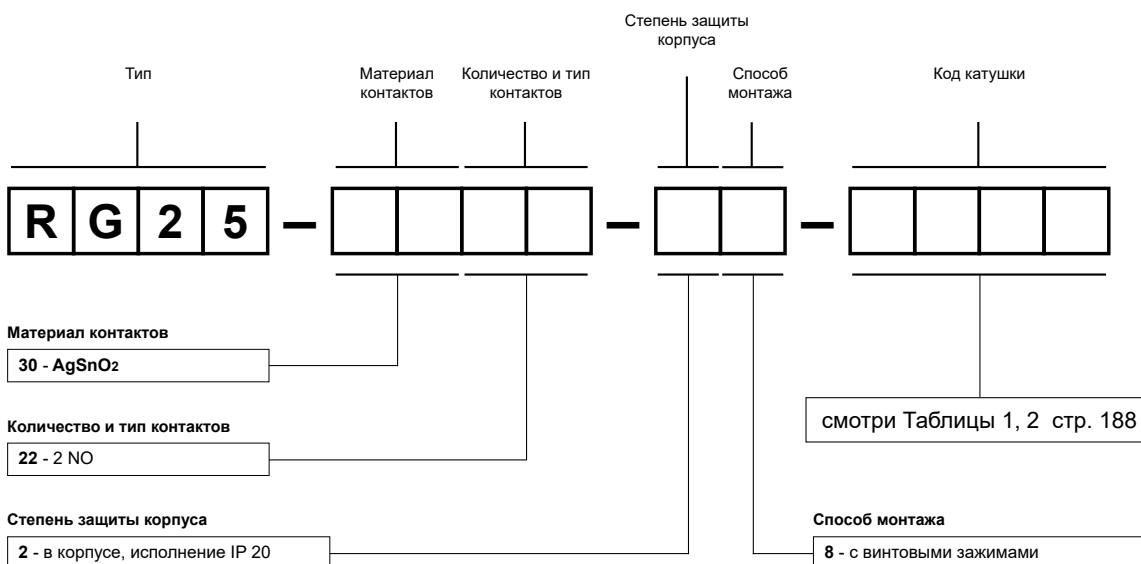 Степень защиты
корпуса
Тип
Материал
контактов
Количество и тип
контактов
Способ
монтажа
Код катушки
RG25 – –  –
Материал контактов
30 - AgSnO2
смотри Таблицы 1, 2 стр. 188
Количество и тип контактов
22 - 2 NO
Степень защиты корпуса
2 - в корпусе, исполнение IP 20
Способ монтажа
8 - с винтовыми зажимами